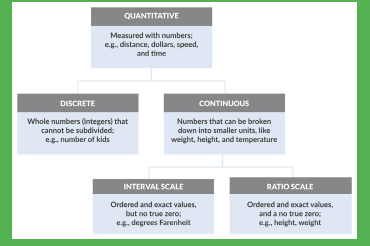 QUANTITATIVE
Measured with numbers;
e.g., distance, dollars, speed,
and time
DISCRETE
Whole numbers (integers) that
cannot be subdivided;
e.g., number of kids
CONTINUOUS
Numbers that can be broken
down into smaller units, like
weight, height, and temperature
INTERVAL SCALE
Ordered and exact values,
but no true zero;
e.g., degrees Farenheit
RATIO SCALE
Ordered and exact values,
and a no true zero;
e.g., height, weight